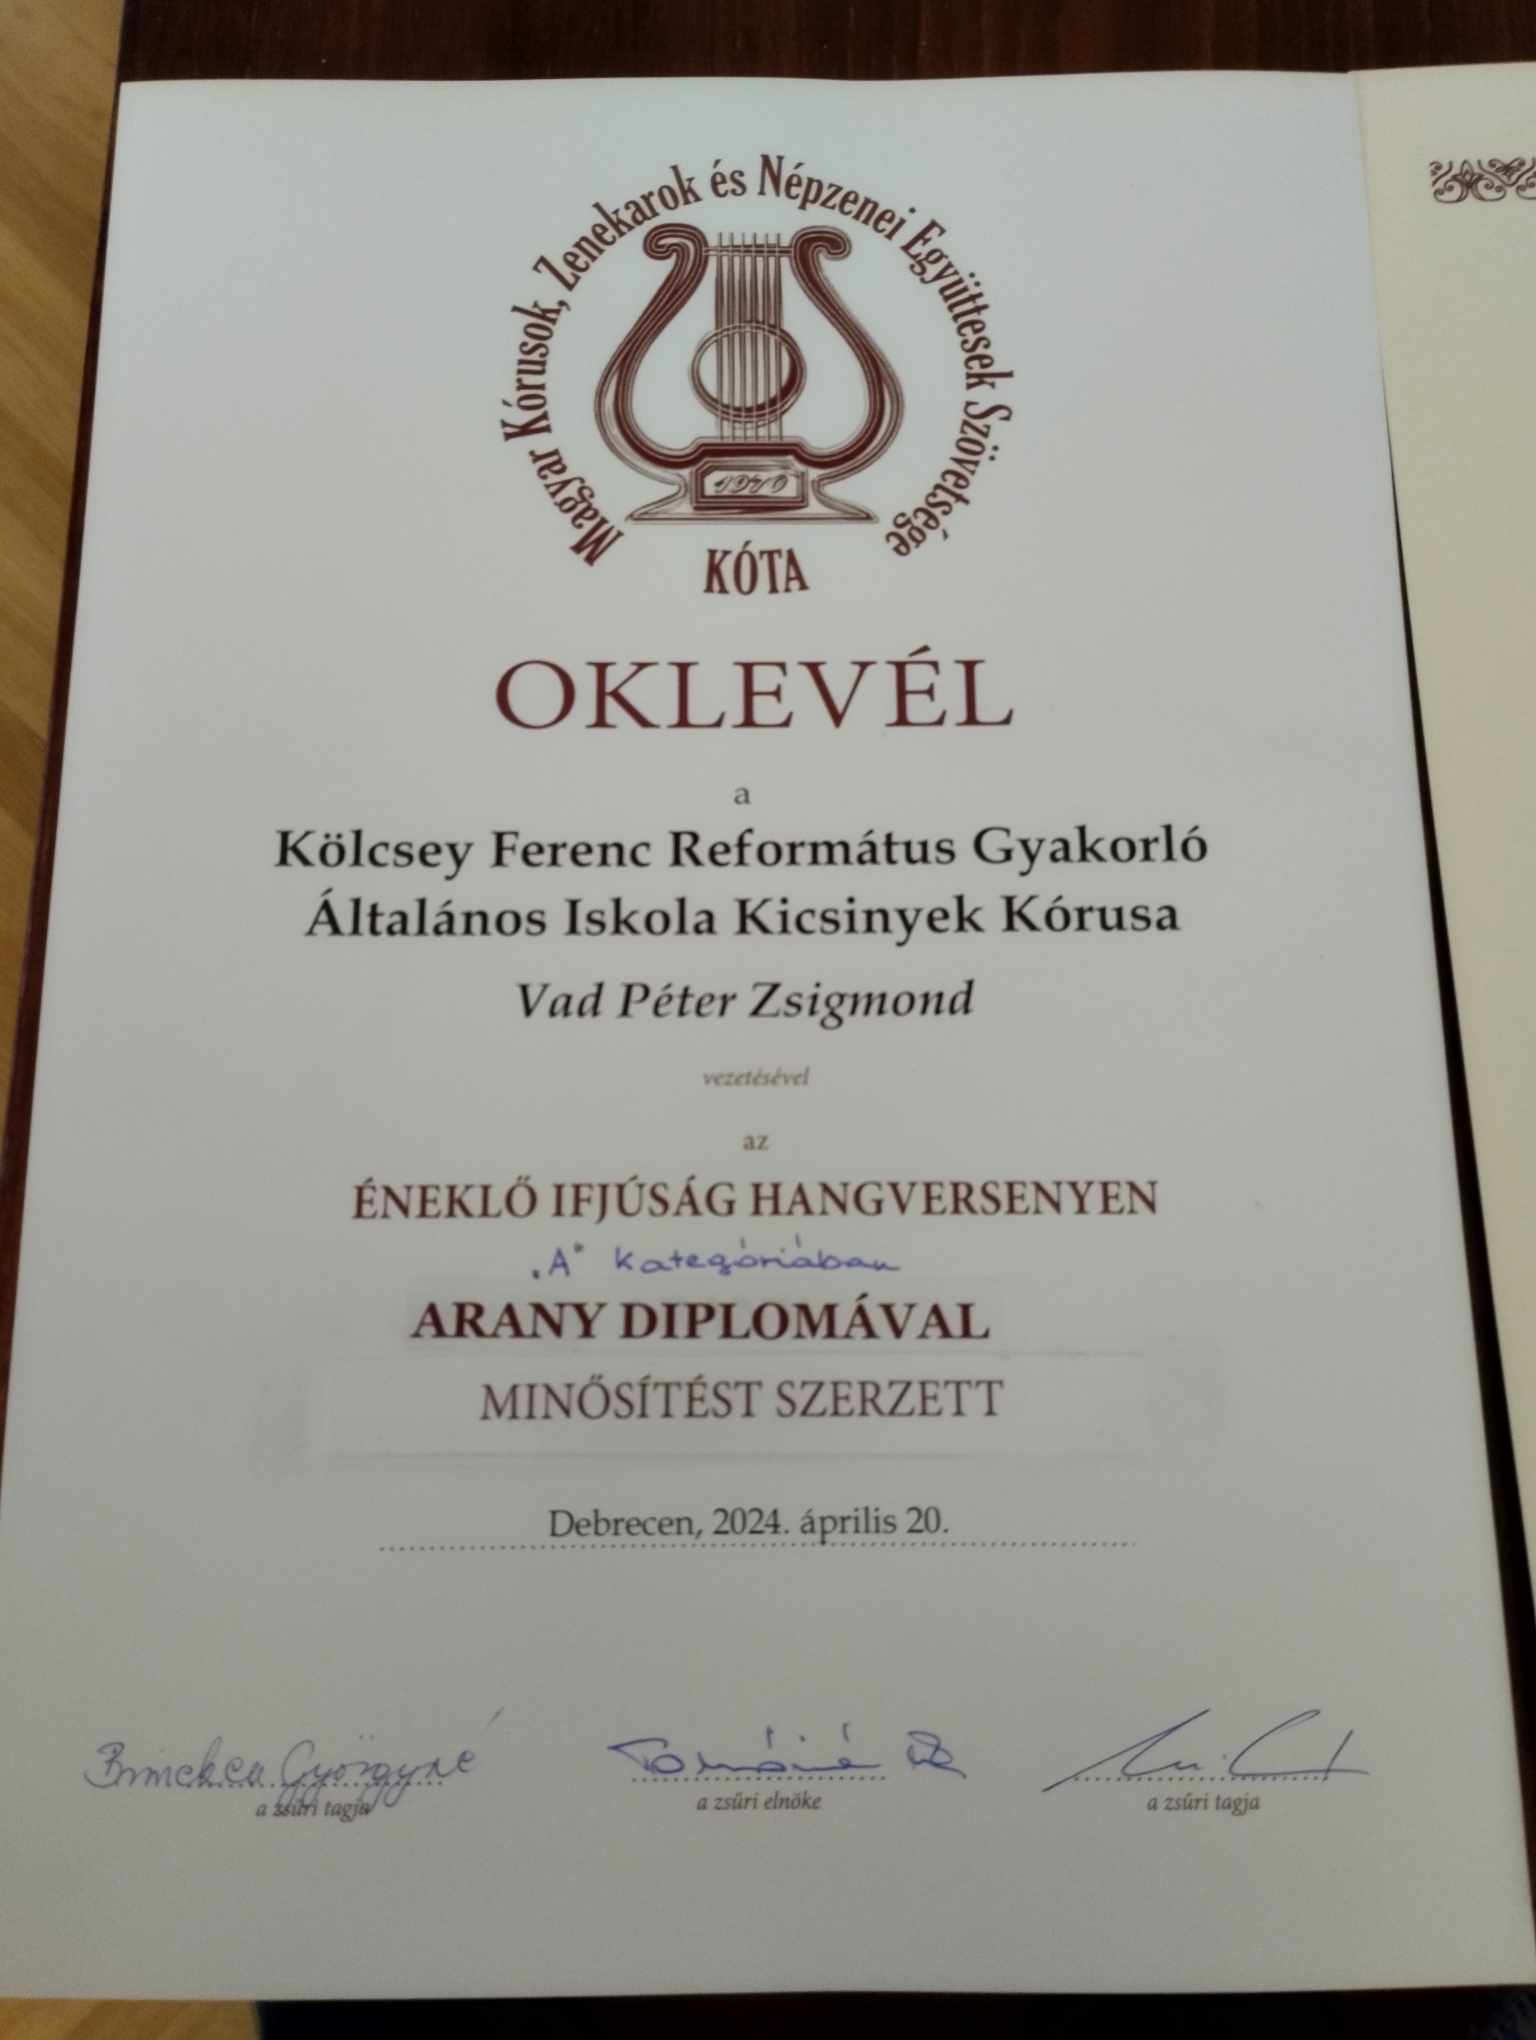 Magyar Kórusok, Zenekarok és Népzenei Együttesek Szövetsége
KÓTA
OKLEVÉL
a
Kölcsey Ferenc Református Gyakorló
Általános Iskola Kicsinyek Kórusa
Vad Péter Zsigmond
vezetésével
az
ÉNEKLŐ IFJÚSÁG HANGVERSENYEN
„A" kategóriában
ARANY DIPLOMÁVAL
MINŐSÍTÉST SZERZETT
Debrecen, 2024. április 20.
Györgyné
a zsűri tagja
a zsűri elnöke
a zsűri tagja